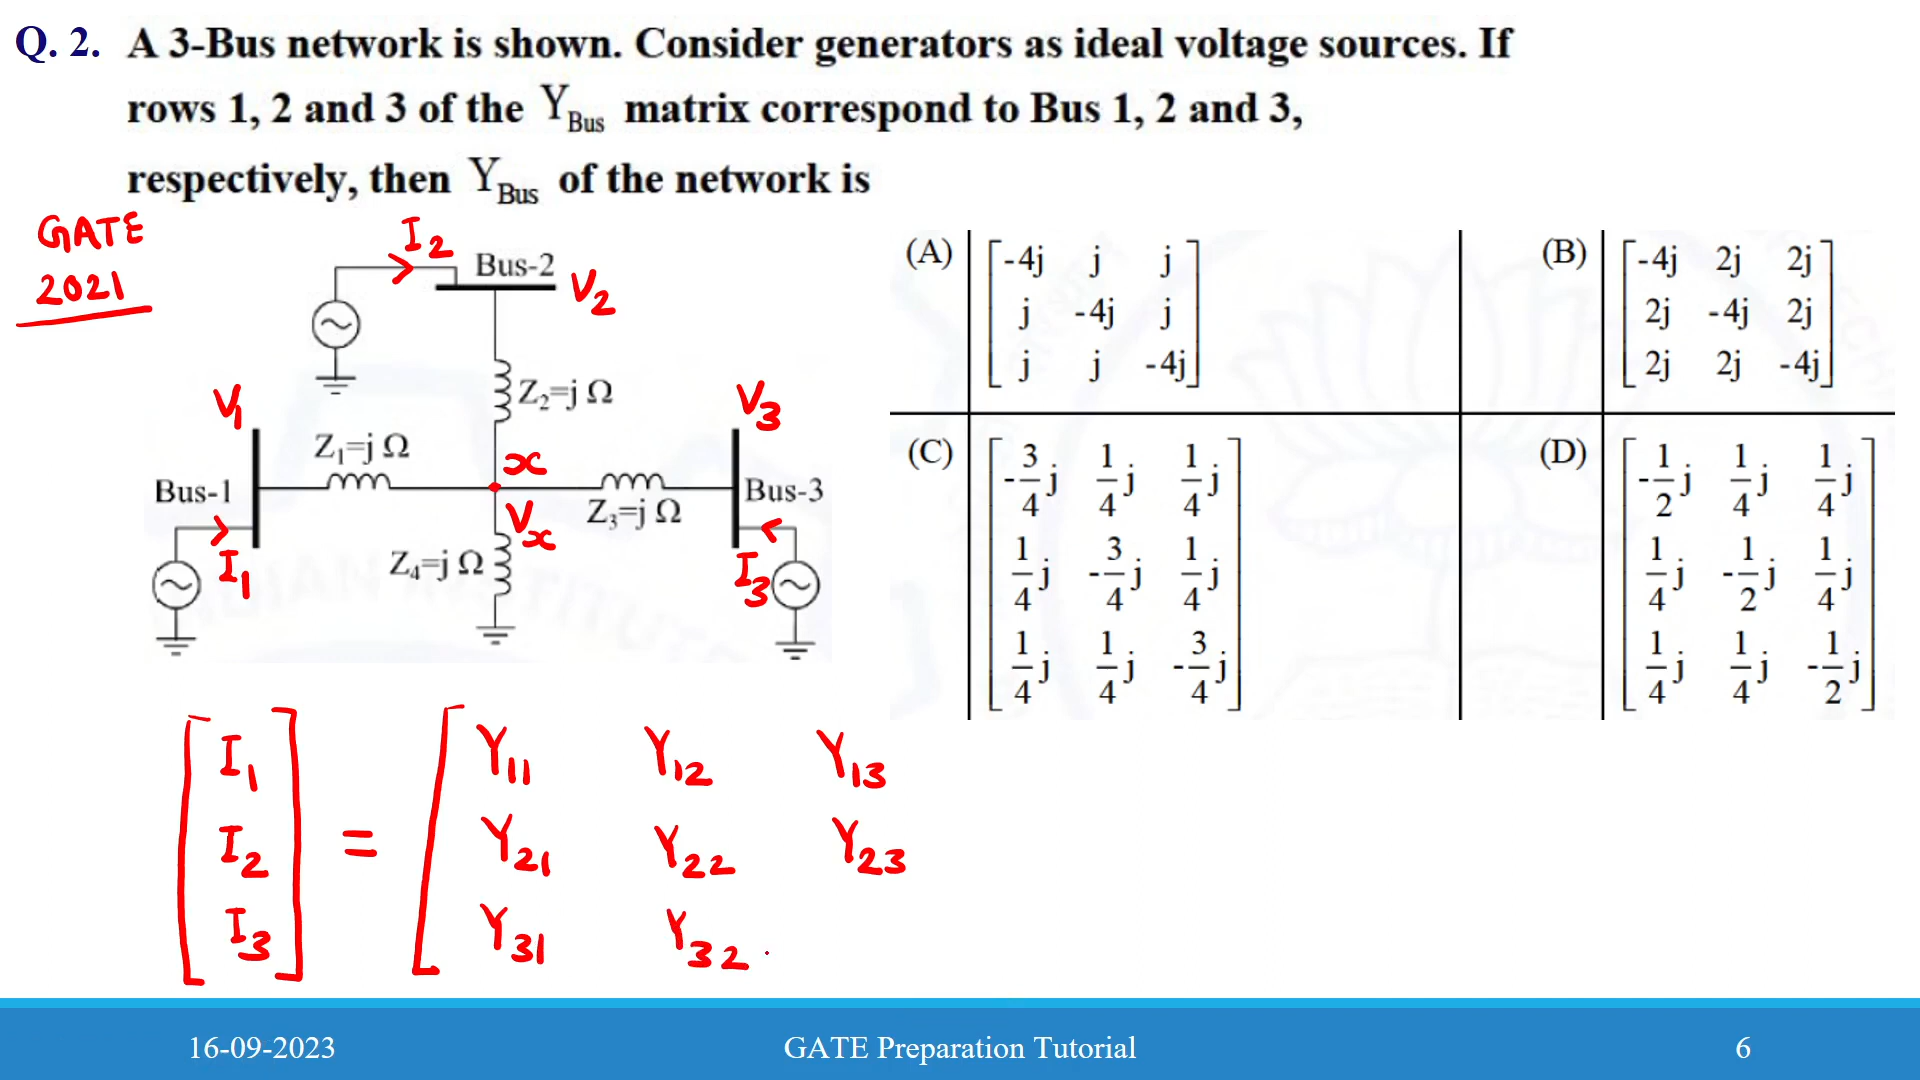 Q. 2. A 3-Bus network is shown. Consider generators as ideal voltage sources. If
rows 1, 2 and 3 of the Y_Bus matrix correspond to Bus 1, 2 and 3,
respectively, then Y_Bus of the network is
GATE
2021
I2
Bus-2
V2
Z₂=j Ω
V1
V3
Z₁=j Ω
x
Bus-1
Bus-3
Vx
Z₃=j Ω
I1
Z₄=j Ω
I3
(A)
-4j j j
j -4j j
j j -4j
(B)
-4j 2j 2j
2j -4j 2j
2j 2j -4j
(C)
-3/4 j 1/4 j 1/4 j
1/4 j -3/4 j 1/4 j
1/4 j 1/4 j -3/4 j
(D)
-1/2 j 1/4 j 1/4 j
1/4 j -1/2 j 1/4 j
1/4 j 1/4 j -1/2 j
I1 Y11 Y12 Y13
I2 = Y21 Y22 Y23
I3 Y31 Y32
16-09-2023 GATE Preparation Tutorial 6